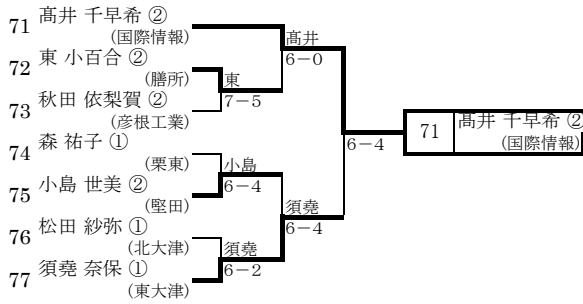 71 髙井 千早希 ②
(国際情報)
髙井
6－0
72 東 小百合 ②
(膳所)
東
7－5
73 秋田 依梨賀 ②
(彦根工業)
6－4
71 髙井 千早希 ②
(国際情報)
74 森 祐子 ①
(栗東)
小島
6－4
75 小島 世美 ②
(堅田)
須堯
6－4
76 松田 紗弥 ①
(北大津)
須堯
6－2
77 須堯 奈保 ①
(東大津)